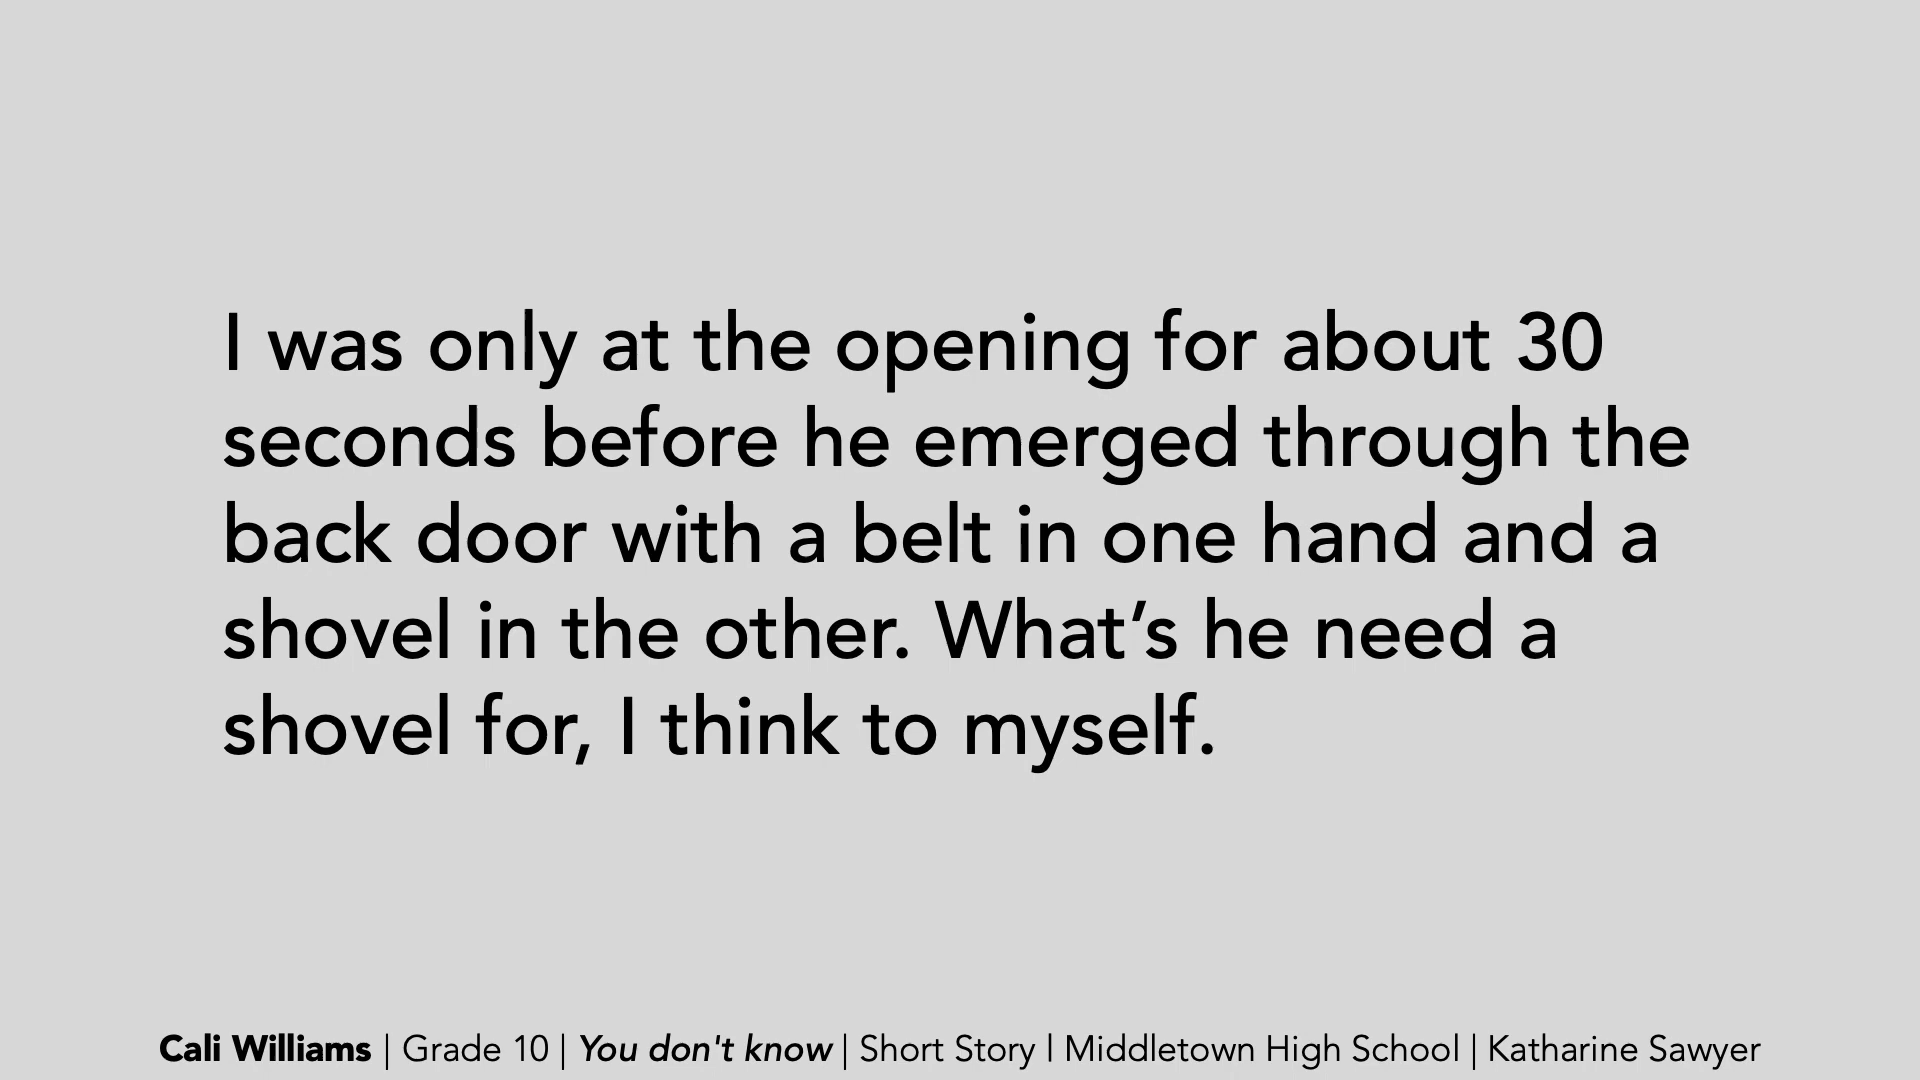 I was only at the opening for about 30
seconds before he emerged through the
back door with a belt in one hand and a
shovel in the other. What’s he need a
shovel for, I think to myself.
Cali Williams | Grade 10 | You don't know | Short Story l Middletown High School | Katharine Sawyer